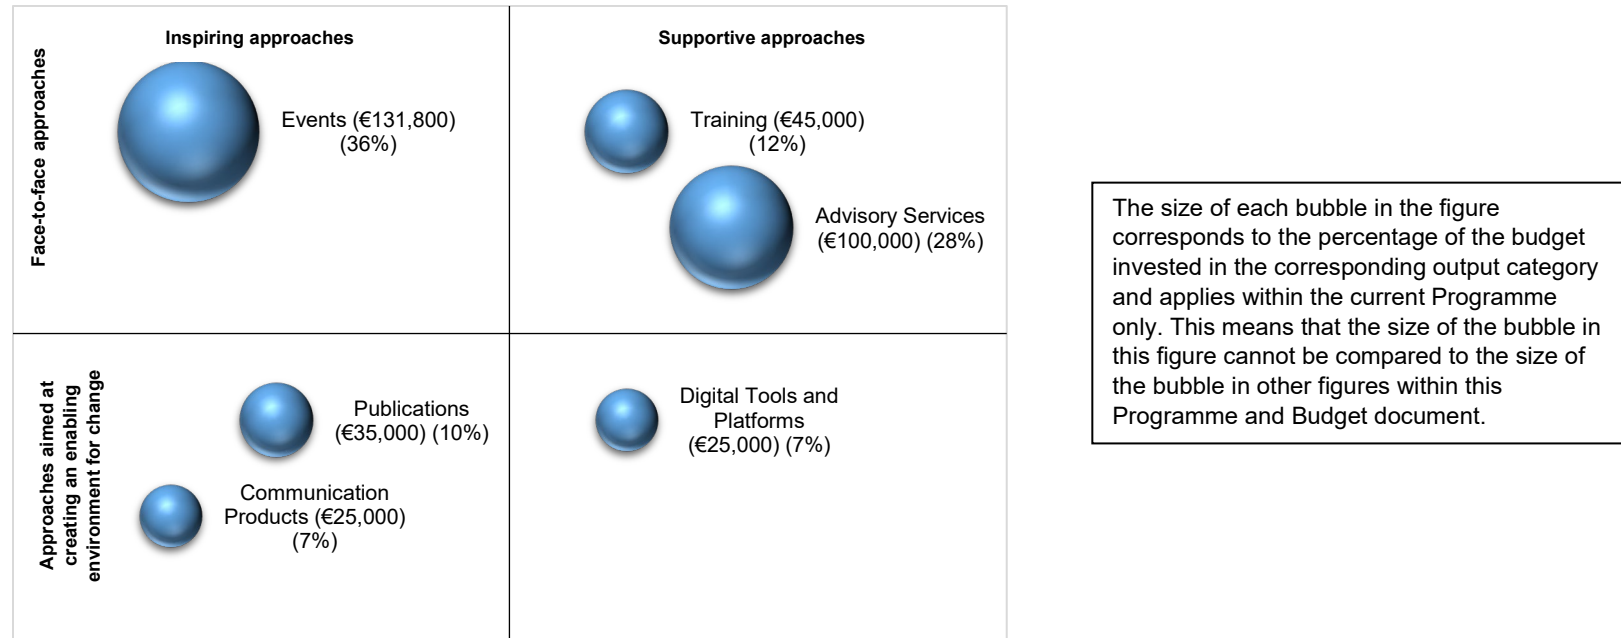 Inspiring approaches
Supportive approaches
Face-to-face approaches
Events (€131,800)
(36%)
Training (€45,000)
(12%)
Advisory Services
(€100,000) (28%)
Approaches aimed at
creating an enabling
environment for change
Publications
(€35,000) (10%)
Communication
Products (€25,000)
(7%)
Digital Tools and
Platforms
(€25,000) (7%)
The size of each bubble in the figure
corresponds to the percentage of the budget
invested in the corresponding output category
and applies within the current Programme
only. This means that the size of the bubble in
this figure cannot be compared to the size of
the bubble in other figures within this
Programme and Budget document.